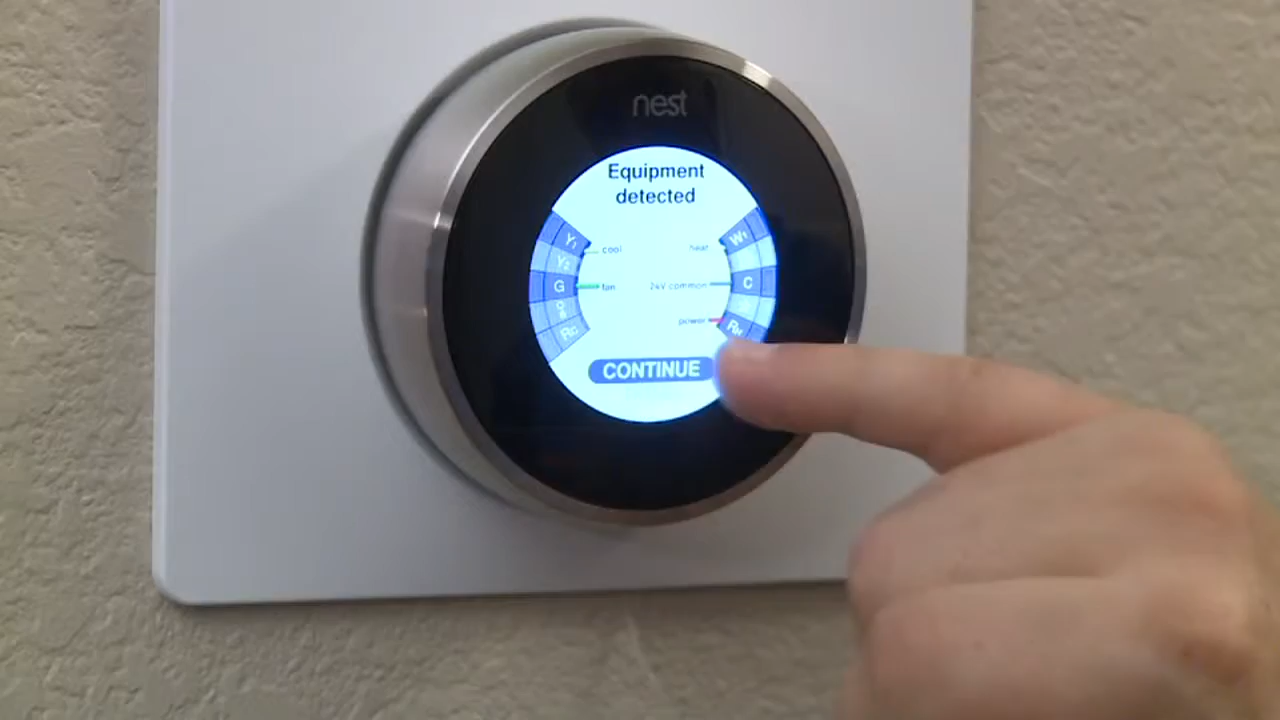 nest
Equipment
detected
Y1
cool
heat
W1
Y2
G
fan
24V common
C
O
B
Rc
power
RH
CONTINUE